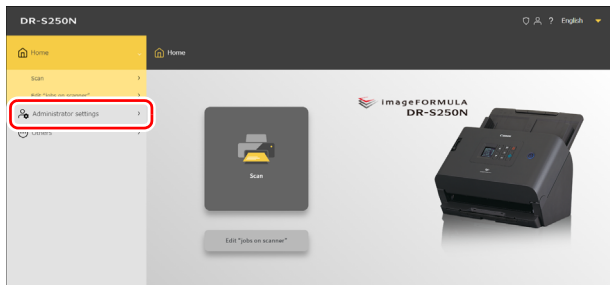 DR-S250N
? English
Home
Home
Scan
Edit "jobs on scanner"
Administrator settings
Others
imageFORMULA
DR-S250N
Canon
Scan
Edit "jobs on scanner"